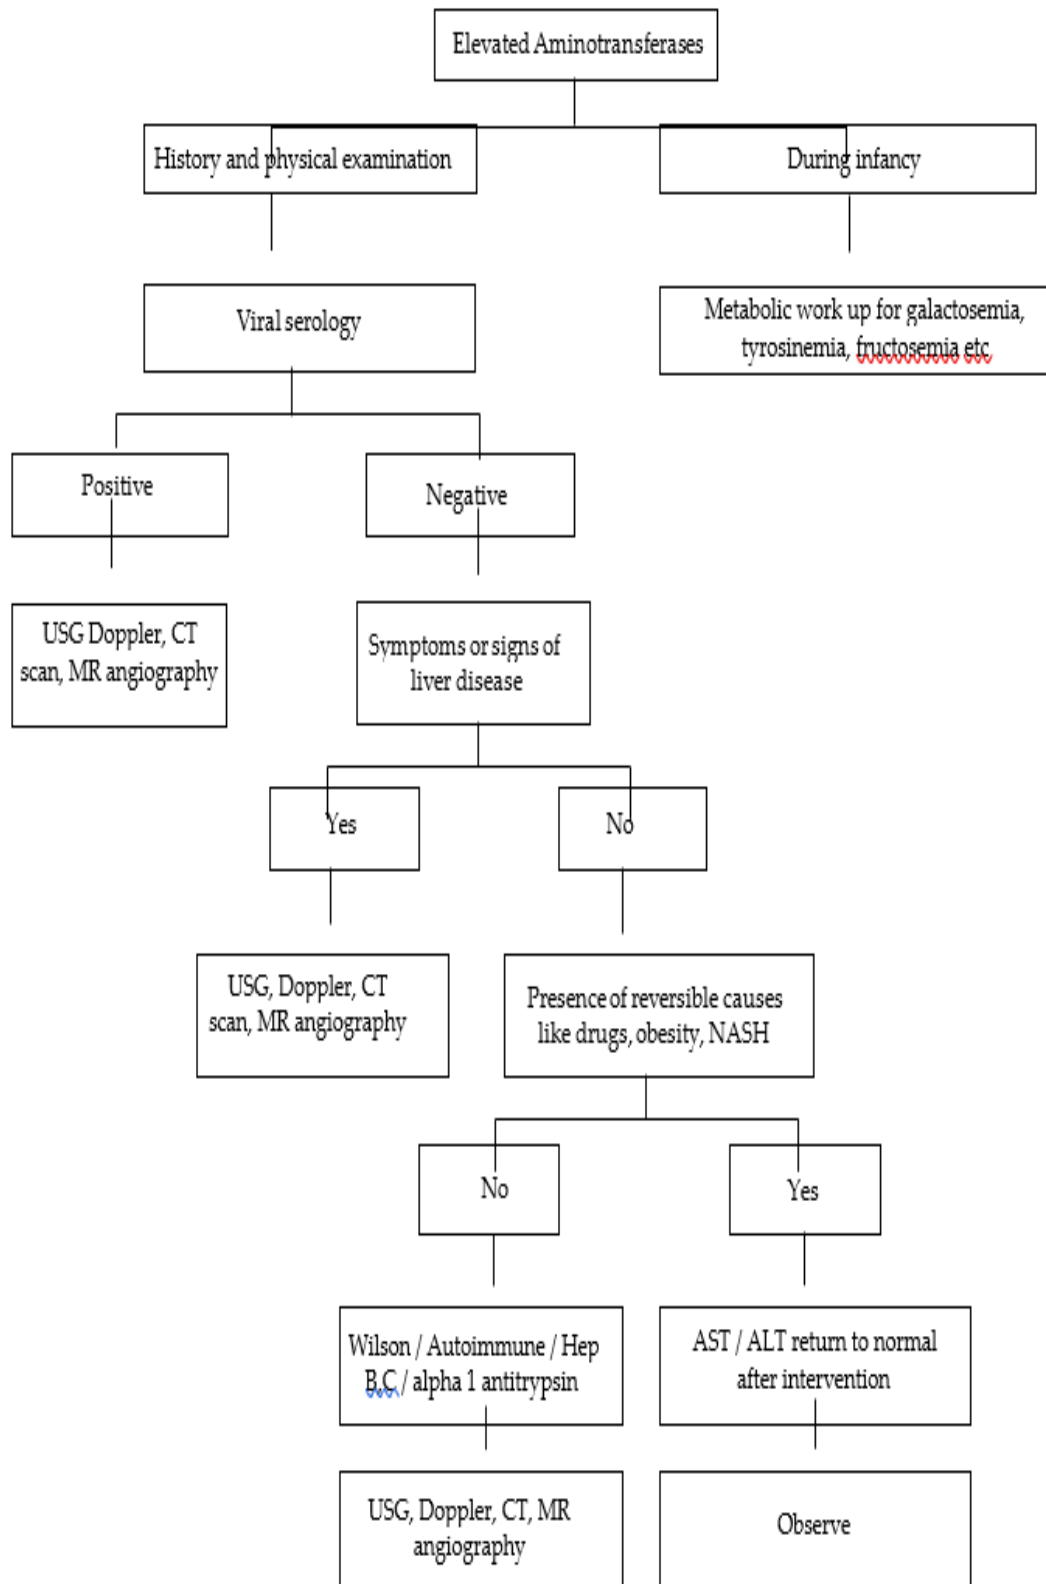 Elevated Aminotransferases
History and physical examination
During infancy
Viral serology
Metabolic work up for galactosemia,
tyrosinemia, fructosemia etc
Positive
Negative
USG Doppler, CT
scan, MR angiography
Symptoms or signs of
liver disease
Yes
No
USG, Doppler, CT
scan, MR angiography
Presence of reversible causes
like drugs, obesity, NASH
No
Yes
Wilson / Autoimmune / Hep
B,C / alpha 1 antitrypsin
AST / ALT return to normal
after intervention
USG, Doppler, CT, MR
angiography
Observe